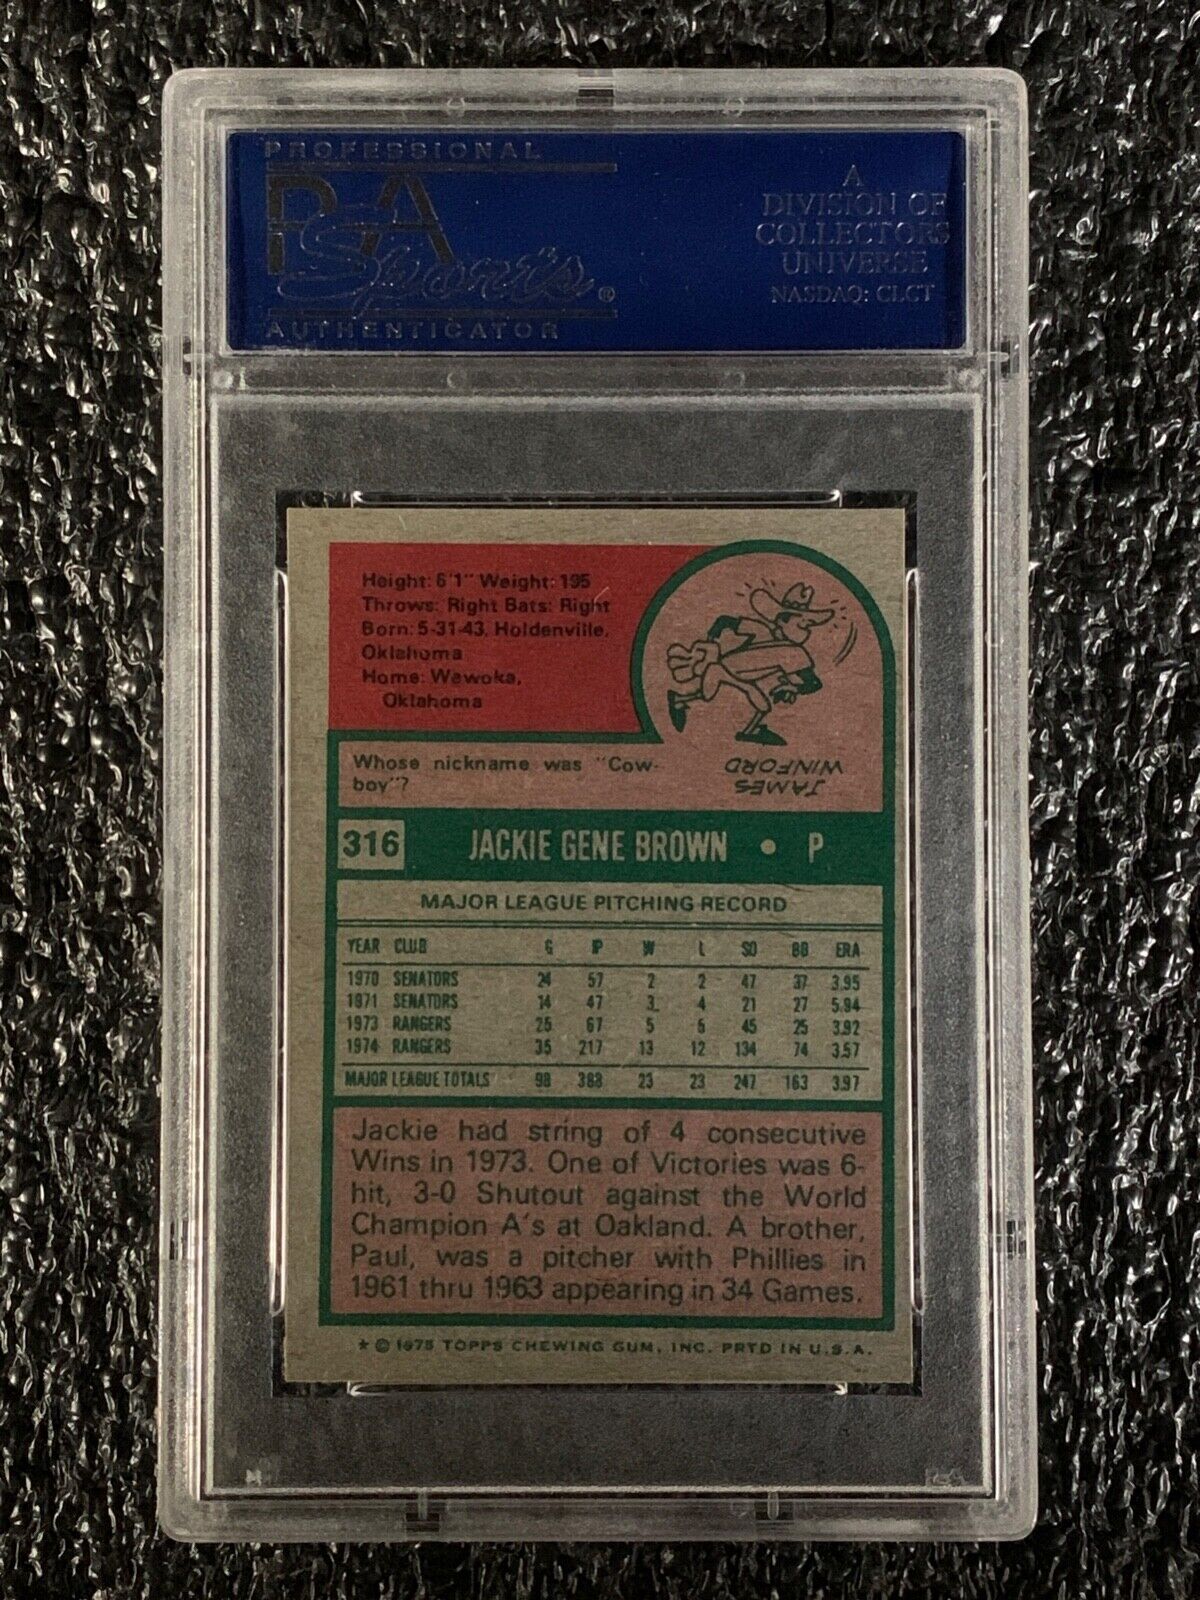 PROFESSIONAL
PSA
Sports®
AUTHENTICATOR
A
DIVISION OF
COLLECTORS
UNIVERSE
NASDAQ: CLCT
Height: 6'1" Weight: 195
Throws: Right Bats: Right
Born: 5-31-43, Holdenville,
Oklahoma
Home: Wewoka,
Oklahoma
Whose nickname was "Cow-
boy"?
JAMES
WINFORD
316 JACKIE GENE BROWN • P
MAJOR LEAGUE PITCHING RECORD
YEAR CLUB G IP W L SO BB ERA
1970 SENATORS 24 57 2 2 47 37 3.95
1971 SENATORS 14 47 3 4 21 27 5.94
1973 RANGERS 25 67 5 5 45 25 3.92
1974 RANGERS 35 217 13 12 134 74 3.57
MAJOR LEAGUE TOTALS 98 388 23 23 247 163 3.97
Jackie had string of 4 consecutive
Wins in 1973. One of Victories was 6-
hit, 3-0 Shutout against the World
Champion A's at Oakland. A brother,
Paul, was a pitcher with Phillies in
1961 thru 1963 appearing in 34 Games.
* © 1975 TOPPS CHEWING GUM, INC. PRTD IN U.S.A.